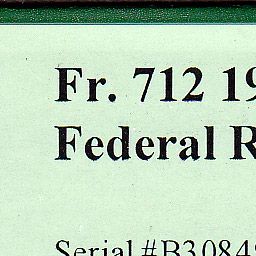 Fr. 712 19
Federal R
Serial #B3084